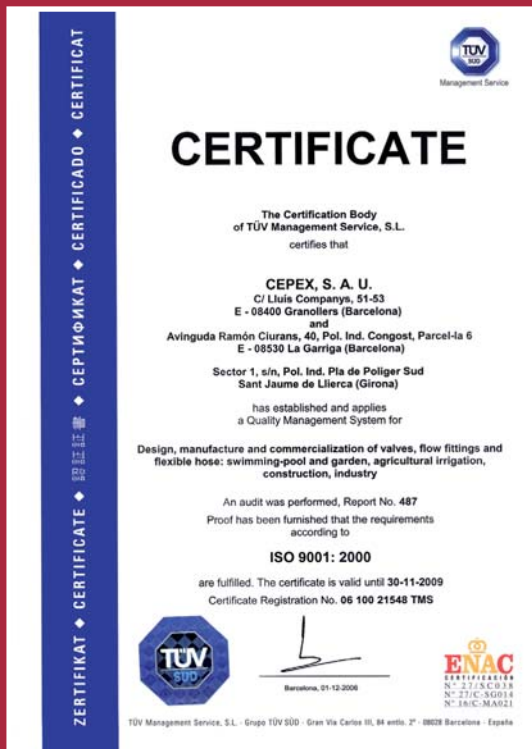 TÜV
SÜD
Management Service
CERTIFICATE
The Certification Body
of TÜV Management Service, S.L.
certifies that
CEPEX, S. A. U.
C/ Lluis Companys, 51-53
E - 08400 Granollers (Barcelona)
and
Avinguda Ramón Ciurans, 40, Pol. Ind. Congost, Parcel-la 6
E - 08530 La Garriga (Barcelona)
Sector 1, s/n, Pol. Ind. Pla de Poliger Sud
Sant Jaume de Llierca (Girona)
has established and applies
a Quality Management System for
Design, manufacture and commercialization of valves, flow fittings and
flexible hose: swimming-pool and garden, agricultural irrigation,
construction, industry
An audit was performed, Report No. 487
Proof has been furnished that the requirements
according to
ISO 9001: 2000
are fulfilled. The certificate is valid until 30-11-2009
Certificate Registration No. 06 100 21548 TMS
TÜV
SÜD
Barcelona, 01-12-2006
ENAC
CERTIFICACIÓN
Nº 27/SC038
Nº 27/C-SG014
Nº 16/C-MA021
TÜV Management Service, S.L. - Grupo TÜV SÜD - Gran Via Carlos III, 84 entlo. 2ª - 08028 Barcelona - España
ZERTIFIKAT ◆ CERTIFICATE ◆ 認証証書 ◆ СЕРТИФИКАТ ◆ CERTIFICADO ◆ CERTIFICAT